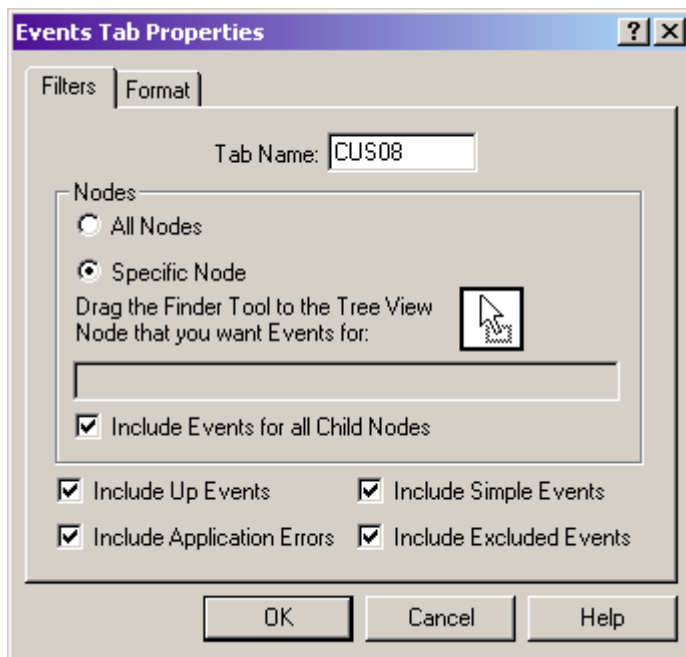 Events Tab Properties
Filters
Format
Tab Name: CUS08
Nodes
All Nodes
Specific Node
Drag the Finder Tool to the Tree View
Node that you want Events for:
Include Events for all Child Nodes
Include Up Events
Include Simple Events
Include Application Errors
Include Excluded Events
OK
Cancel
Help